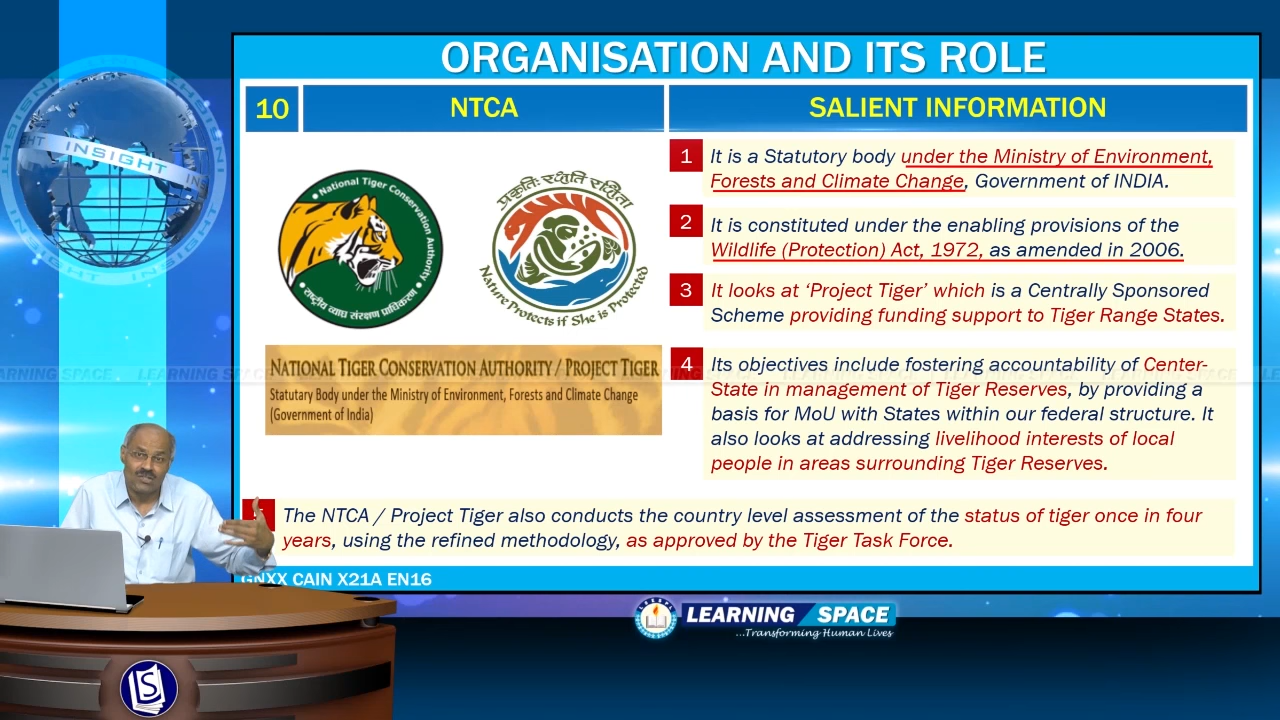 ORGANISATION AND ITS ROLE
10
NTCA
SALIENT INFORMATION
INSIGHT
INSIGHT
National Tiger Conservation Authority
राष्ट्रीय व्याघ्र संरक्षण प्राधिकरण
प्रकृतिः रक्षति रक्षिता
Nature Protects if She is Protected
NATIONAL TIGER CONSERVATION AUTHORITY / PROJECT TIGER
Statutary Body under the Ministry of Environment, Forests and Climate Change
(Government of India)
1
It is a Statutory body under the Ministry of Environment,
Forests and Climate Change, Government of INDIA.
2
It is constituted under the enabling provisions of the
Wildlife (Protection) Act, 1972, as amended in 2006.
3
It looks at ‘Project Tiger’ which is a Centrally Sponsored
Scheme providing funding support to Tiger Range States.
4
Its objectives include fostering accountability of Center-
State in management of Tiger Reserves, by providing a
basis for MoU with States within our federal structure. It
also looks at addressing livelihood interests of local
people in areas surrounding Tiger Reserves.
The NTCA / Project Tiger also conducts the country level assessment of the status of tiger once in four
years, using the refined methodology, as approved by the Tiger Task Force.
GNXX CAIN X21A EN16
LEARNING SPACE
...Transforming Human Lives
LEARNING SPACE
LS